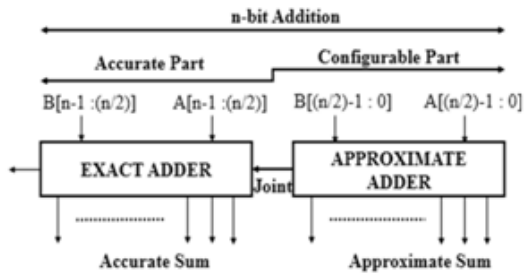 n-bit Addition
Accurate Part
Configurable Part
B[n-1 :(n/2)]
A[n-1 :(n/2)]
B[(n/2)-1 : 0]
A[(n/2)-1 : 0]
EXACT ADDER
Joint
APPROXIMATE
ADDER
Accurate Sum
Approximate Sum